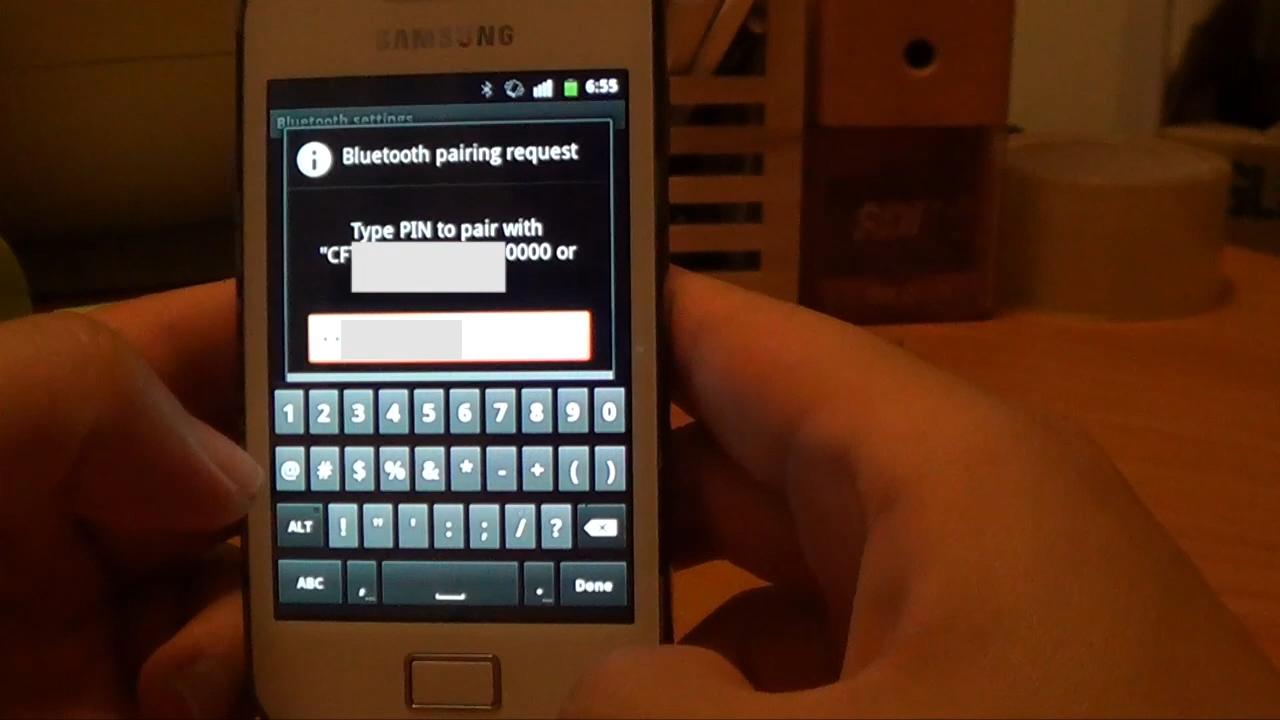 SAMSUNG
6:55
Bluetooth settings
Bluetooth pairing request
Type PIN to pair with
"CF 0000 or
1 2 3 4 5 6 7 8 9 0
@ # $ % & * - + ( )
ALT ! " ' : ; / ?
ABC , . Done
SDI